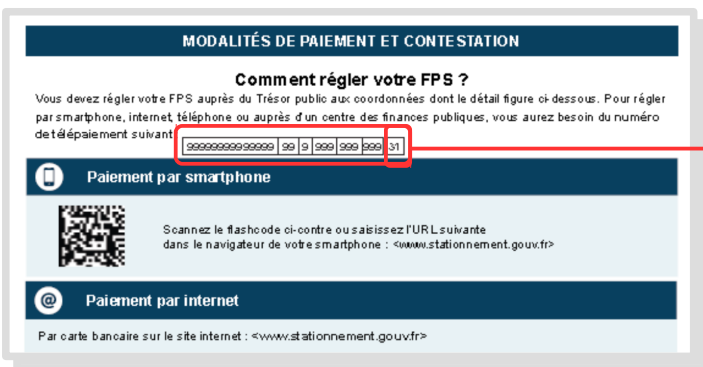 MODALITÉS DE PAIEMENT ET CONTESTATION
Comment régler votre FPS ?
Vous devez régler votre FPS auprès du Trésor public aux coordonnées dont le détail figure ci-dessous. Pour régler
par smartphone, internet, téléphone ou auprès d'un centre des finances publiques, vous aurez besoin du numéro
de télépaiement suivant
99999999999999 99 9 999 999 999 31
Paiement par smartphone
Scannez le flashcode ci-contre ou saisissez l'URL suivante
dans le navigateur de votre smartphone : <www.stationnement.gouv.fr>
@ Paiement par internet
Par carte bancaire sur le site internet : <www.stationnement.gouv.fr>